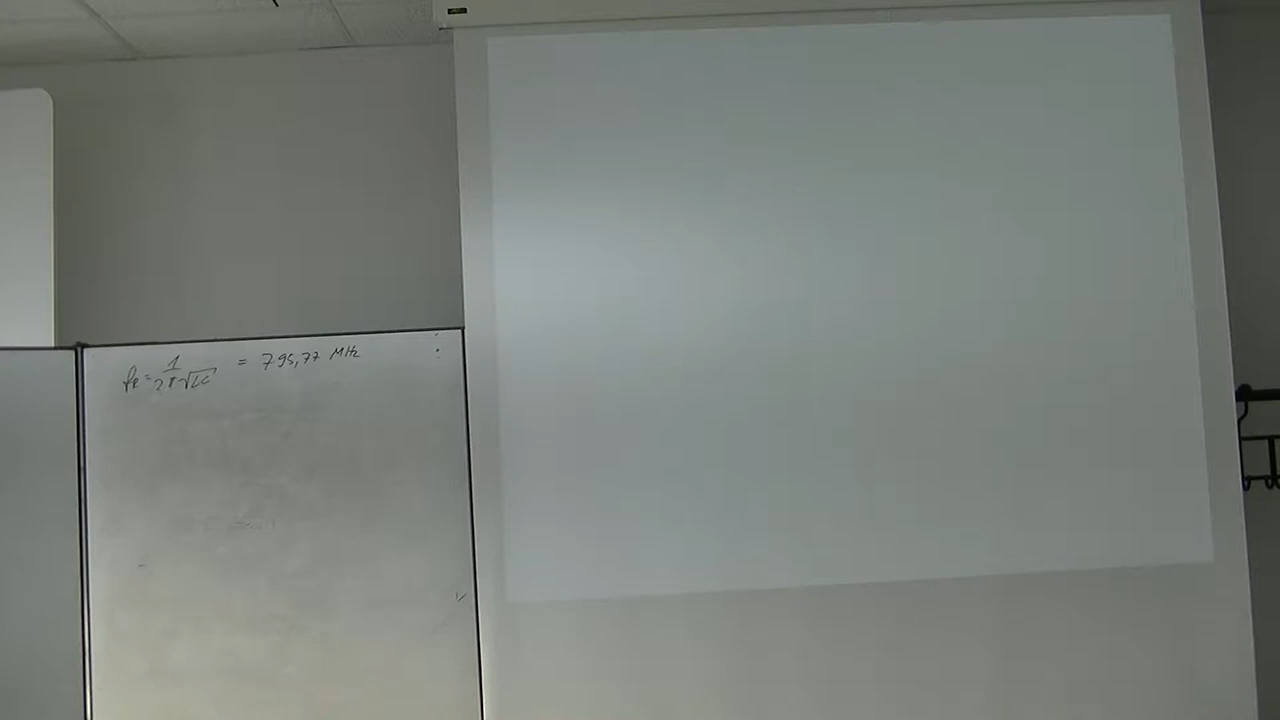 fR = 1/2π√LC = 795,77 MHz